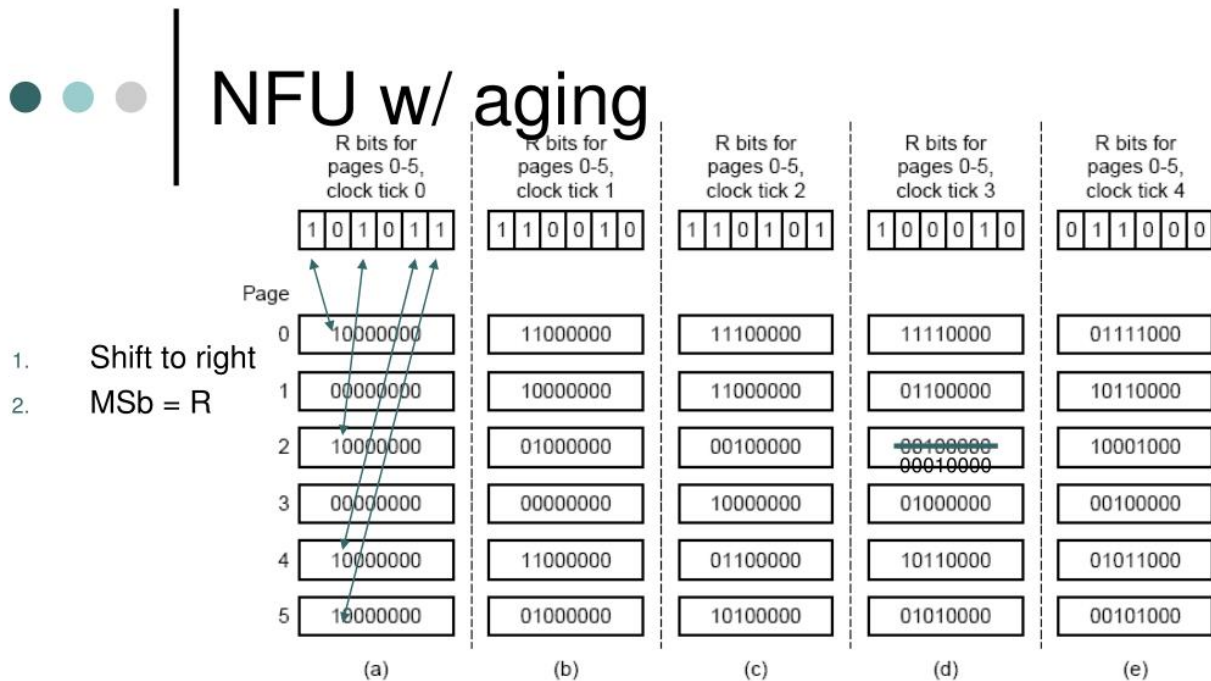 NFU w/ aging
1. Shift to right
2. MSb = R
R bits for
pages 0-5,
clock tick 0
1 0 1 0 1 1
R bits for
pages 0-5,
clock tick 1
1 1 0 0 1 0
R bits for
pages 0-5,
clock tick 2
1 1 0 1 0 1
R bits for
pages 0-5,
clock tick 3
1 0 0 0 1 0
R bits for
pages 0-5,
clock tick 4
0 1 1 0 0 0
Page
0 10000000 11000000 11100000 11110000 01111000
1 00000000 10000000 11000000 01100000 10110000
2 10000000 01000000 00100000 00100000 10001000
00010000
3 00000000 00000000 10000000 01000000 00100000
4 10000000 11000000 01100000 10110000 01011000
5 10000000 01000000 10100000 01010000 00101000
(a) (b) (c) (d) (e)